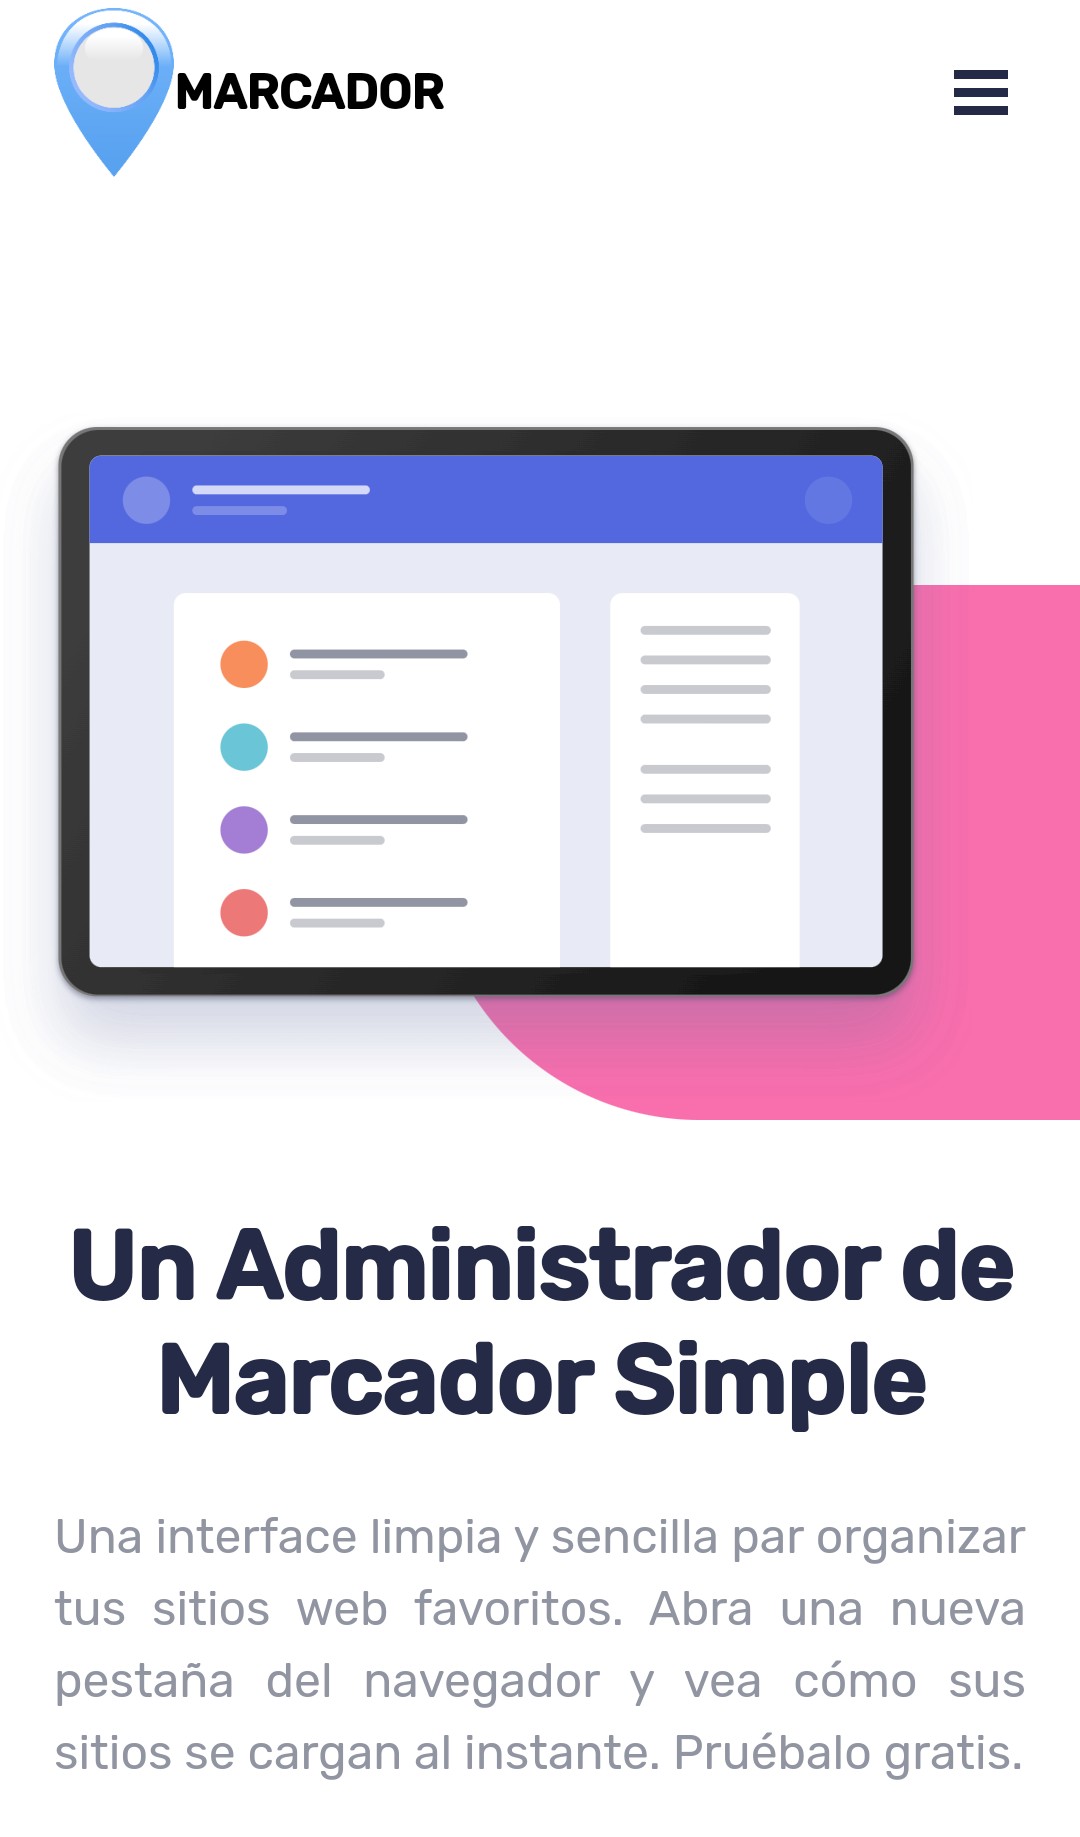 MARCADOR
Un Administrador de
Marcador Simple
Una interface limpia y sencilla par organizar
tus sitios web favoritos. Abra una nueva
pestaña del navegador y vea cómo sus
sitios se cargan al instante. Pruébalo gratis.